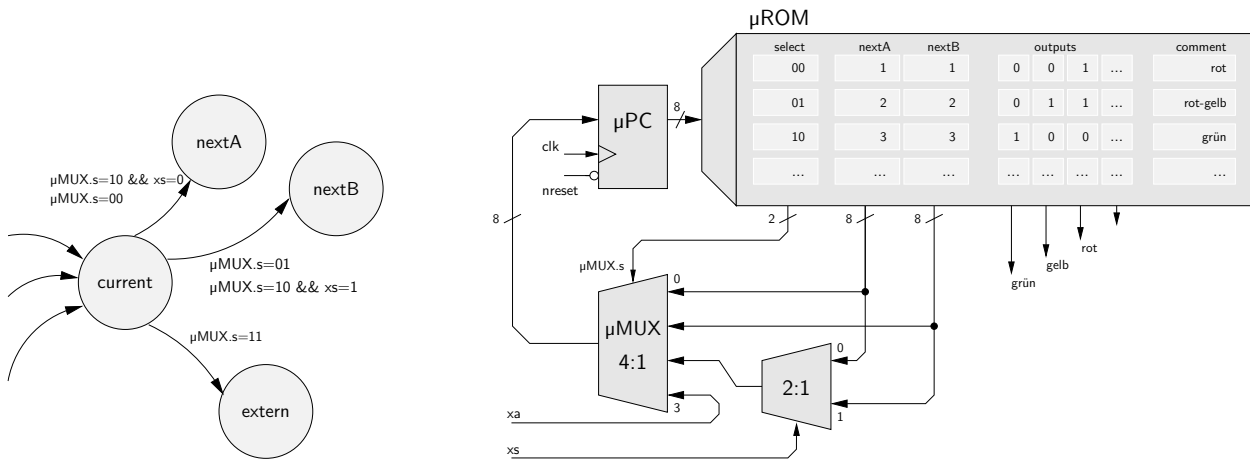 nextA
µMUX.s=10 && xs=0
µMUX.s=00
nextB
current
µMUX.s=01
µMUX.s=10 && xs=1
µMUX.s=11
extern
µROM
select nextA nextB outputs comment
00 1 1 0 0 1 ... rot
01 2 2 0 1 1 ... rot-gelb
10 3 3 1 0 0 ... grün
... ... ... ... ... ... ... ...
µPC
8
clk
nreset
8
2
8
8
µMUX.s
rot
gelb
grün
0
µMUX
4:1
3
0
2:1
1
xa
xs